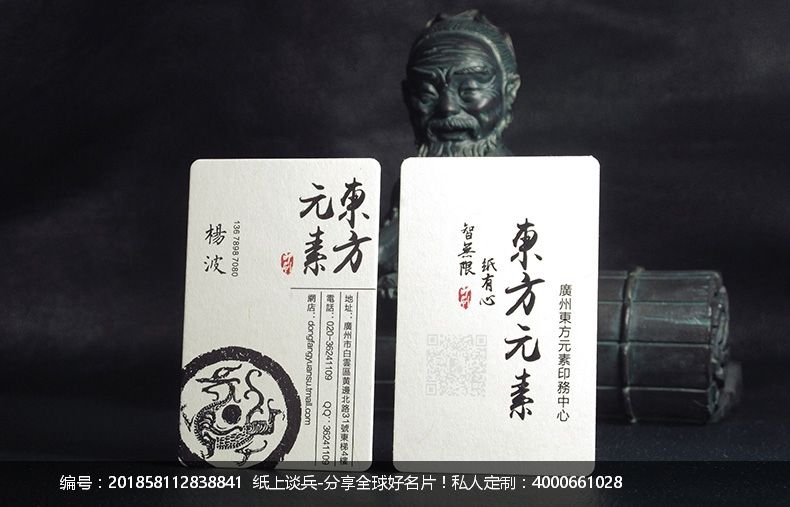 東方
元素
楊波
136 7898 7080
地址：廣州市白雲區黄邊北路31號東梯4樓
電話：020-36241109 QQ：36241109
網店：dongfangyuansu.tmall.com
東方元素
紙有心
智無限
廣州東方元素印務中心
编号：201858112838841 纸上谈兵-分享全球好名片！私人定制：4000661028